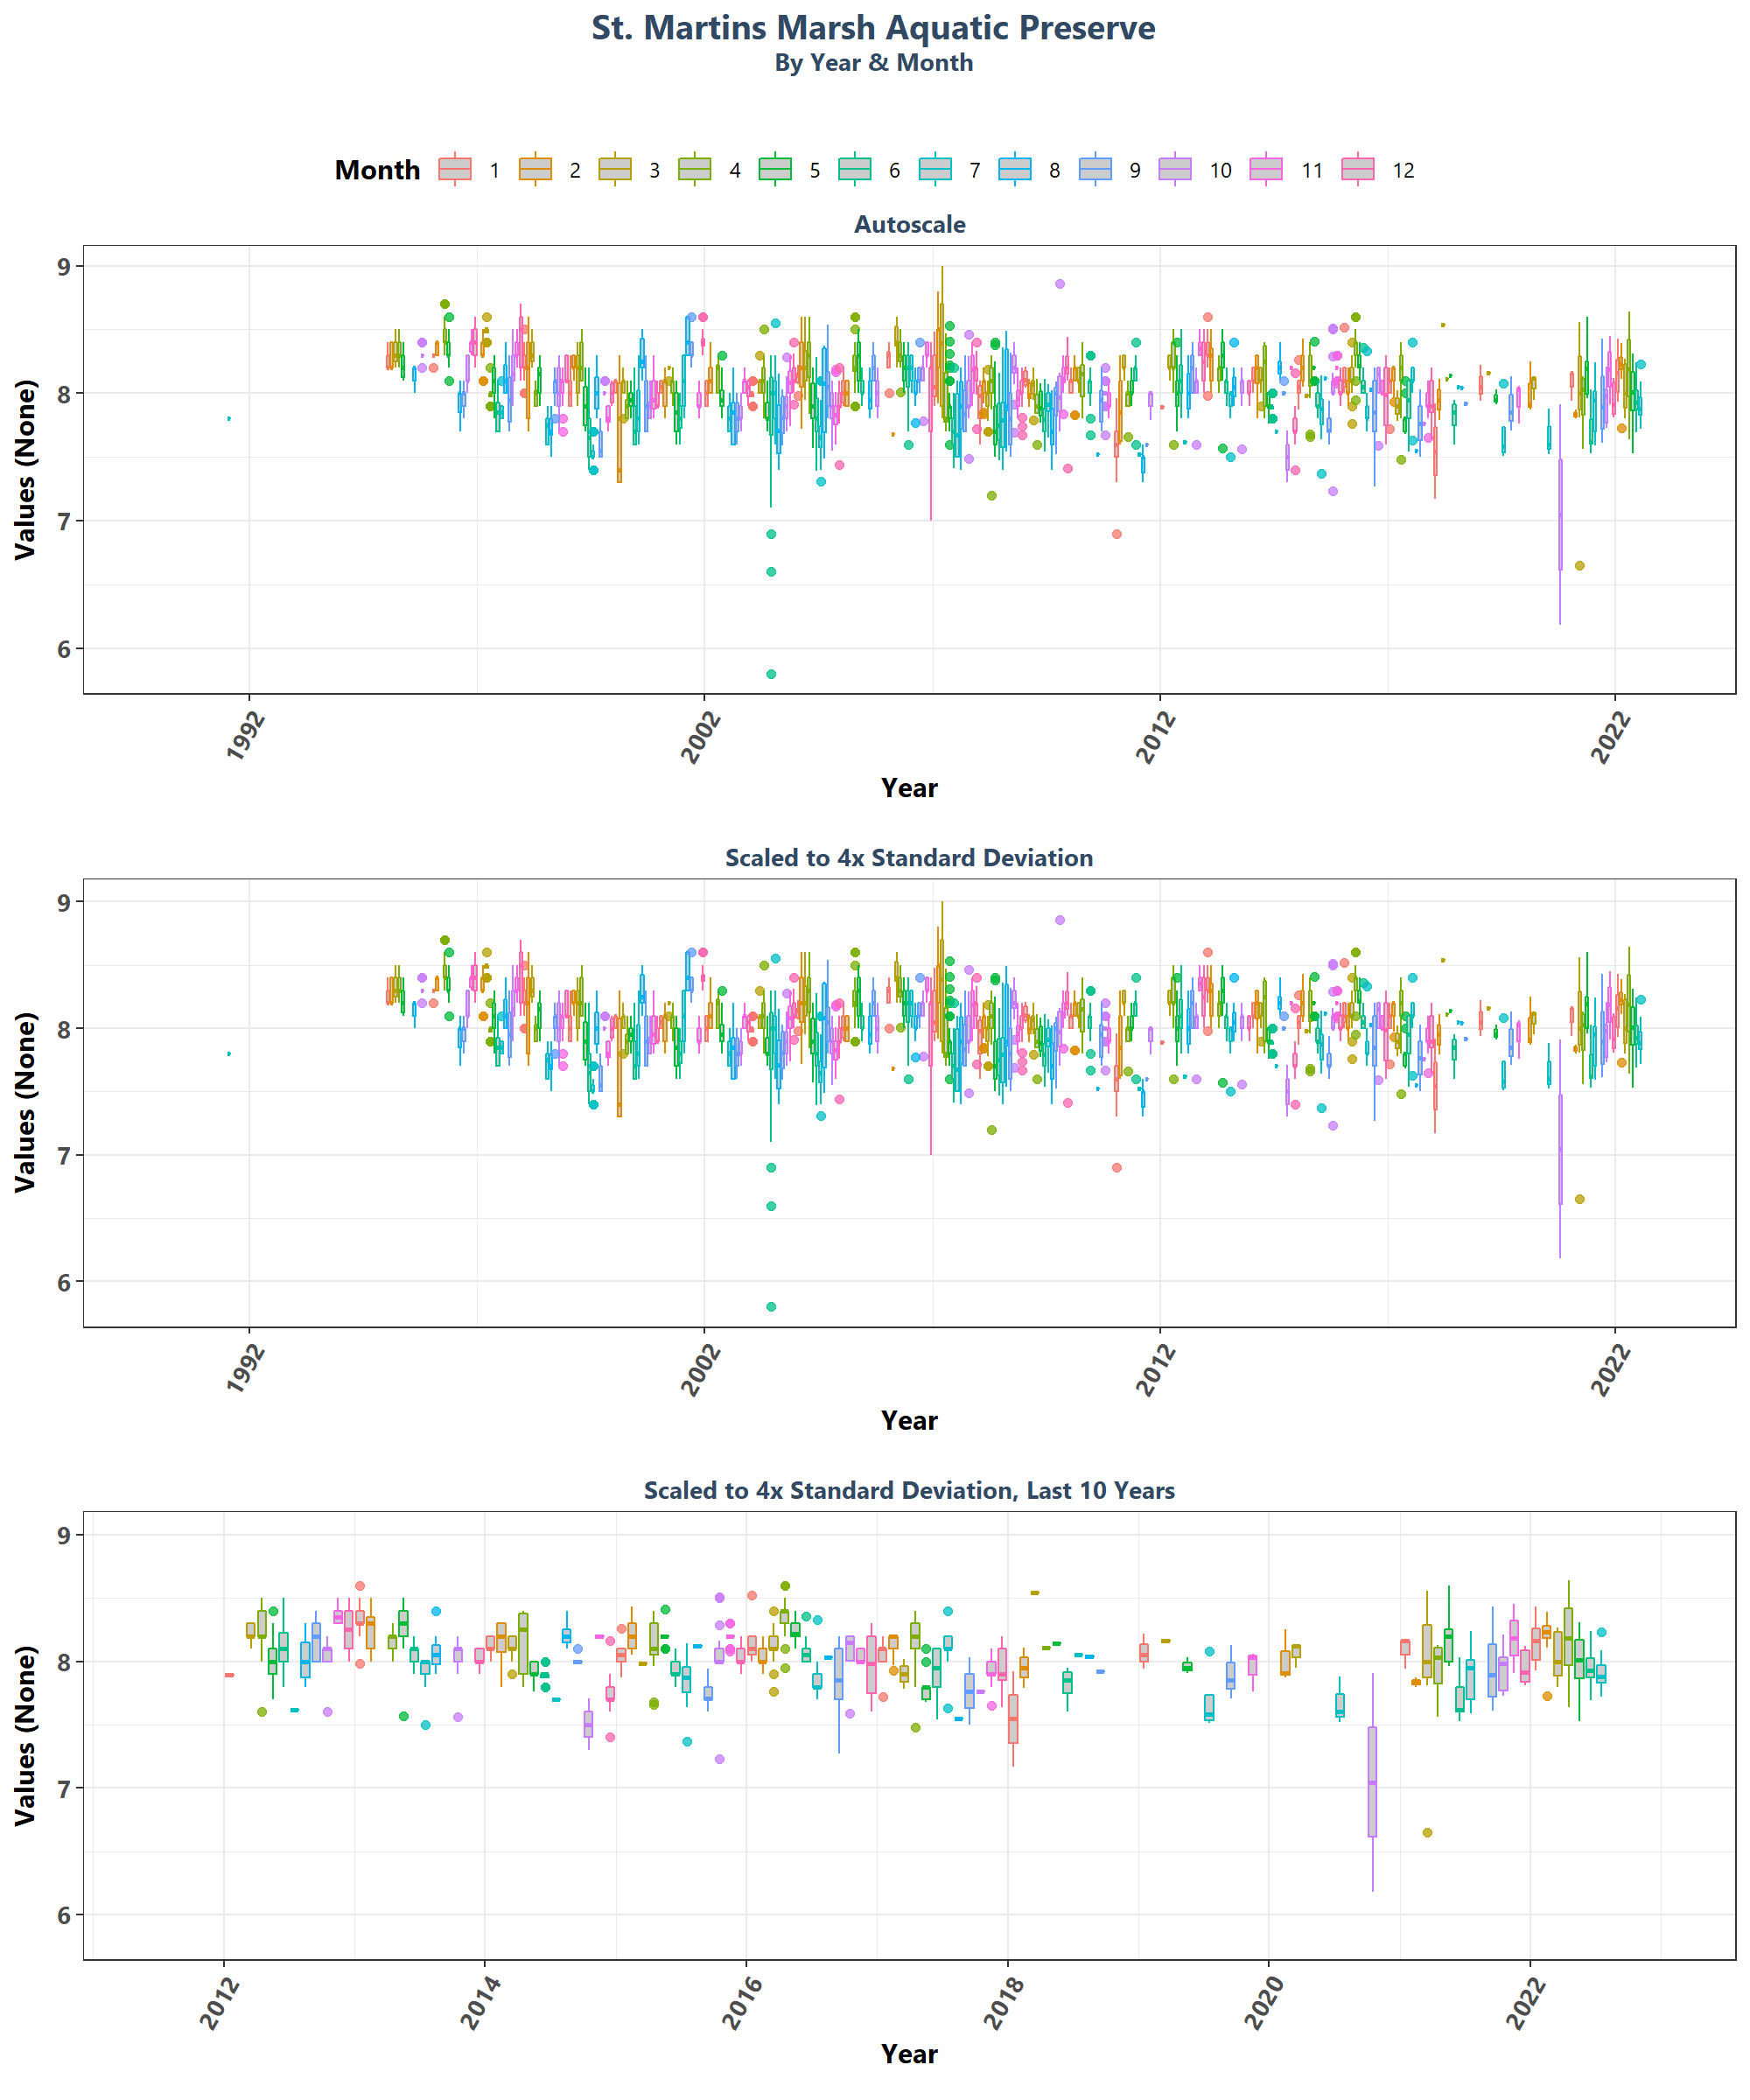 St. Martins Marsh Aquatic Preserve
By Year & Month
Month 1 2 3 4 5 6 7 8 9 10 11 12
Autoscale
Values (None)
9
8
7
6
1992 2002 2012 2022
Year
Scaled to 4x Standard Deviation
Values (None)
9
8
7
6
1992 2002 2012 2022
Year
Scaled to 4x Standard Deviation, Last 10 Years
Values (None)
9
8
7
6
2012 2014 2016 2018 2020 2022
Year